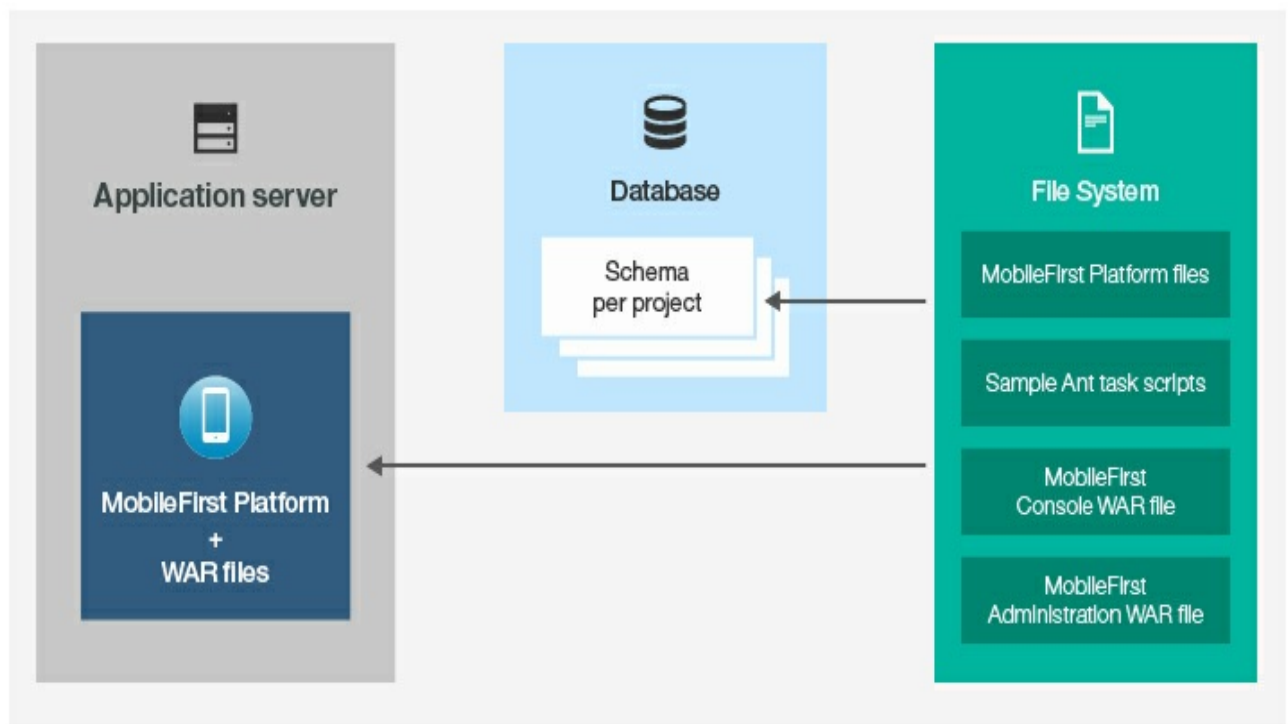 Application server
MobileFirst Platform
+
WAR files
Database
Schema
per project
File System
MobileFirst Platform files
Sample Ant task scripts
MobileFirst
Console WAR file
MobileFirst
Administration WAR file